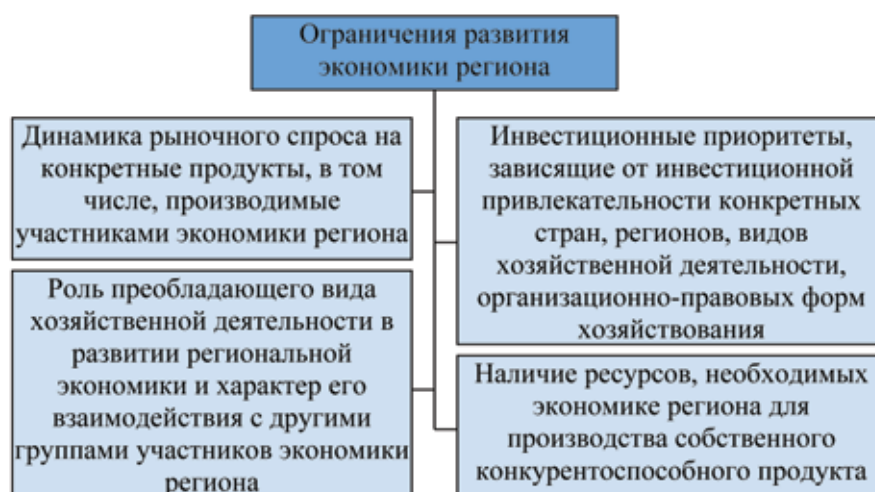 Ограничения развития
экономики региона
Динамика рыночного спроса на
конкретные продукты, в том
числе, производимые
участниками экономики региона
Инвестиционные приоритеты,
зависящие от инвестиционной
привлекательности конкретных
стран, регионов, видов
хозяйственной деятельности,
организационно-правовых форм
хозяйствования
Роль преобладающего вида
хозяйственной деятельности в
развитии региональной
экономики и характер его
взаимодействия с другими
группами участников экономики
региона
Наличие ресурсов, необходимых
экономике региона для
производства собственного
конкурентоспособного продукта